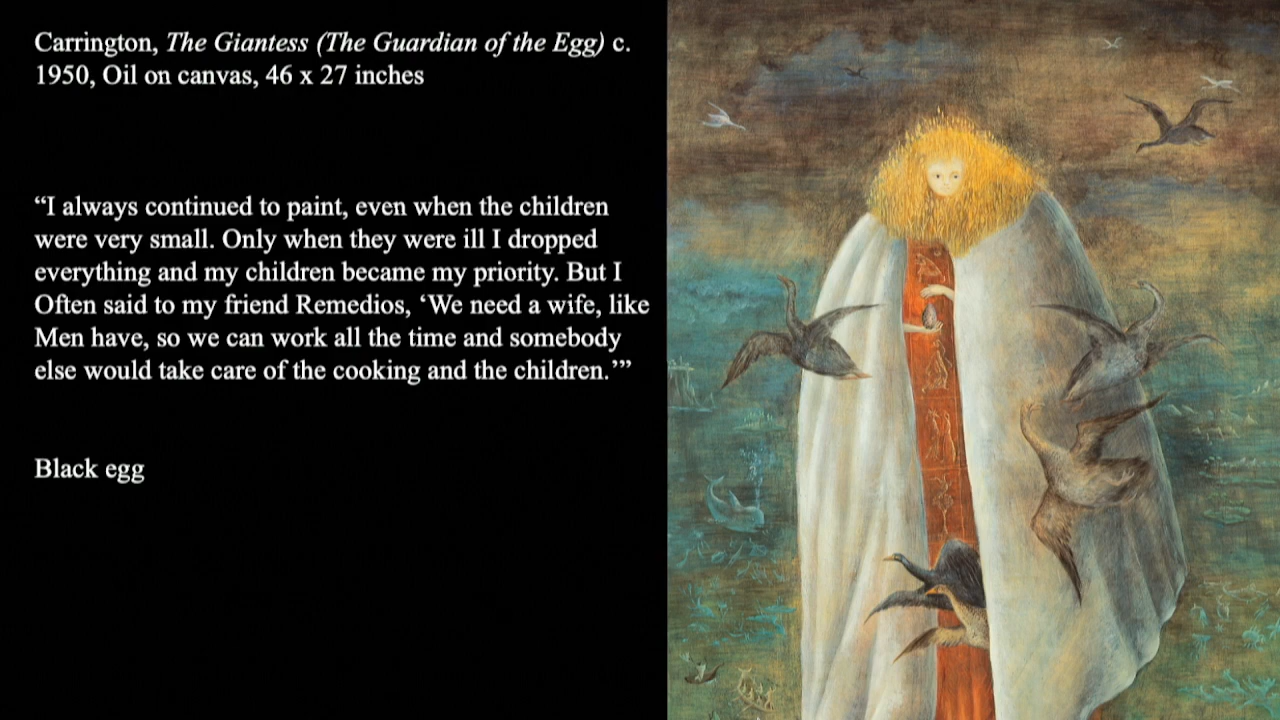 Carrington, The Giantess (The Guardian of the Egg) c.
1950, Oil on canvas, 46 x 27 inches
“I always continued to paint, even when the children
were very small. Only when they were ill I dropped
everything and my children became my priority. But I
Often said to my friend Remedios, ‘We need a wife, like
Men have, so we can work all the time and somebody
else would take care of the cooking and the children.’”
Black egg